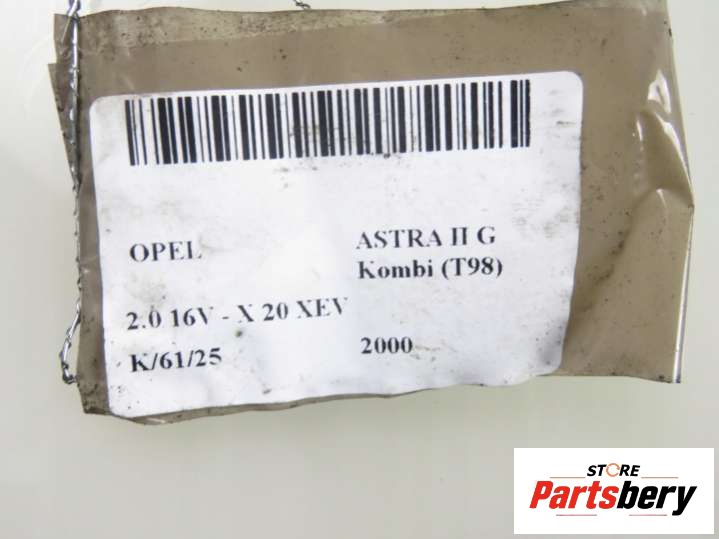 OPEL
ASTRA II G
Kombi (T98)
2.0 16V - X 20 XEV
K/61/25
2000
STORE
Partsbery